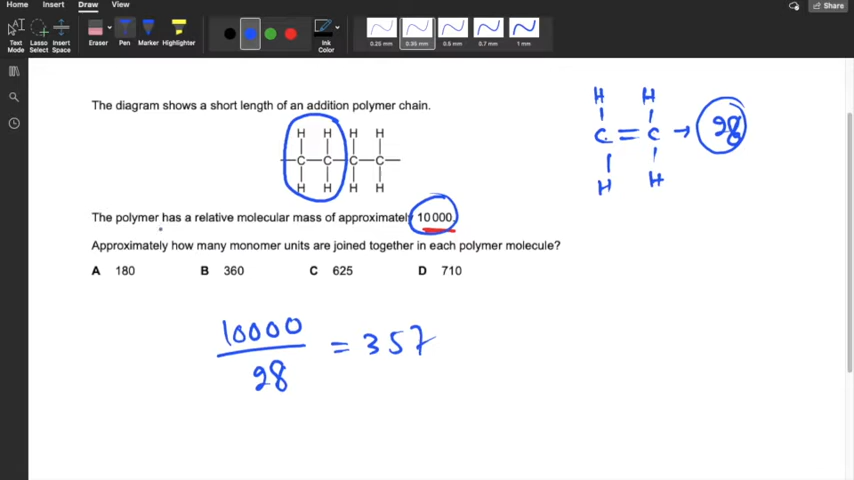 Home Insert Draw View
Share
Text Mode
Lasso Select
Insert Space
Eraser
Pen
Marker
Highlighter
Ink Color
0.25 mm
0.35 mm
0.5 mm
0.7 mm
1 mm
The diagram shows a short length of an addition polymer chain.
H H H H
C C C C
H H H H
H H
C = C → 28
H H
The polymer has a relative molecular mass of approximately 10 000.
Approximately how many monomer units are joined together in each polymer molecule?
A 180 B 360 C 625 D 710
10000
= 357
28